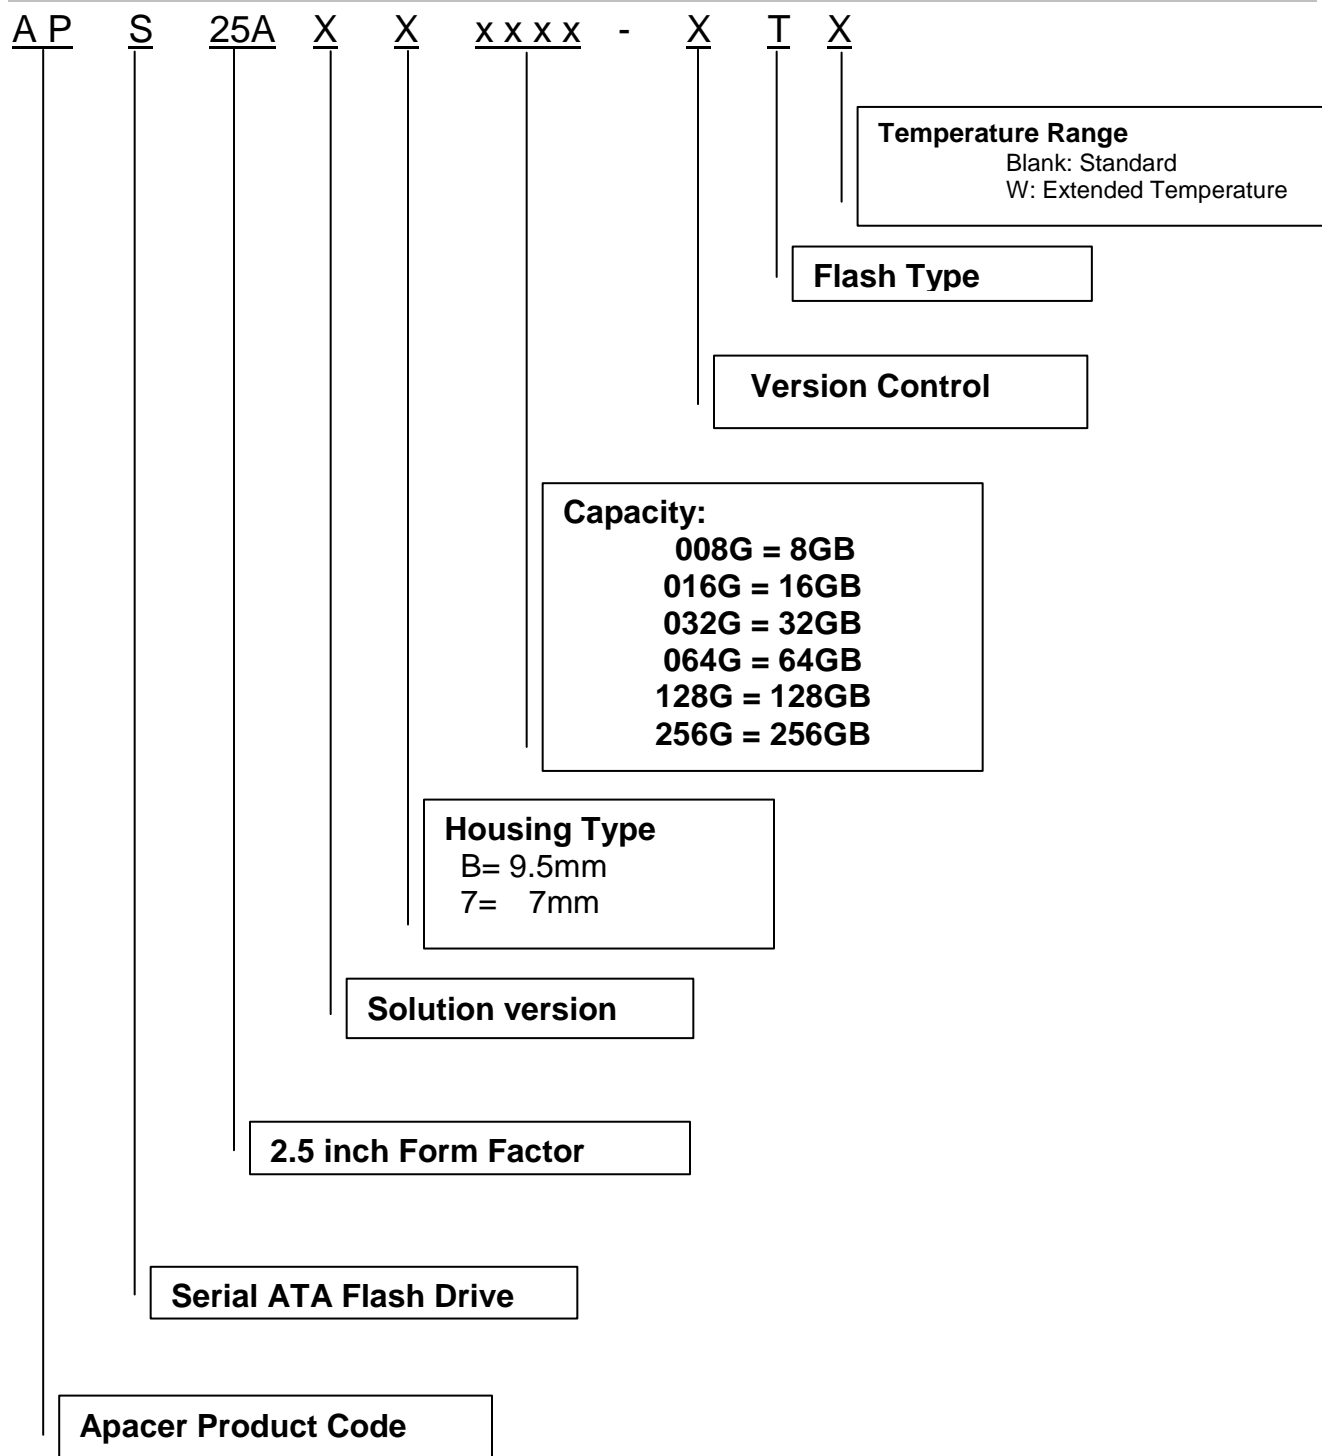 A P S 25A X X x x x x - X T X
Temperature Range
Blank: Standard
W: Extended Temperature
Flash Type
Version Control
Capacity:
008G = 8GB
016G = 16GB
032G = 32GB
064G = 64GB
128G = 128GB
256G = 256GB
Housing Type
B= 9.5mm
7= 7mm
Solution version
2.5 inch Form Factor
Serial ATA Flash Drive
Apacer Product Code